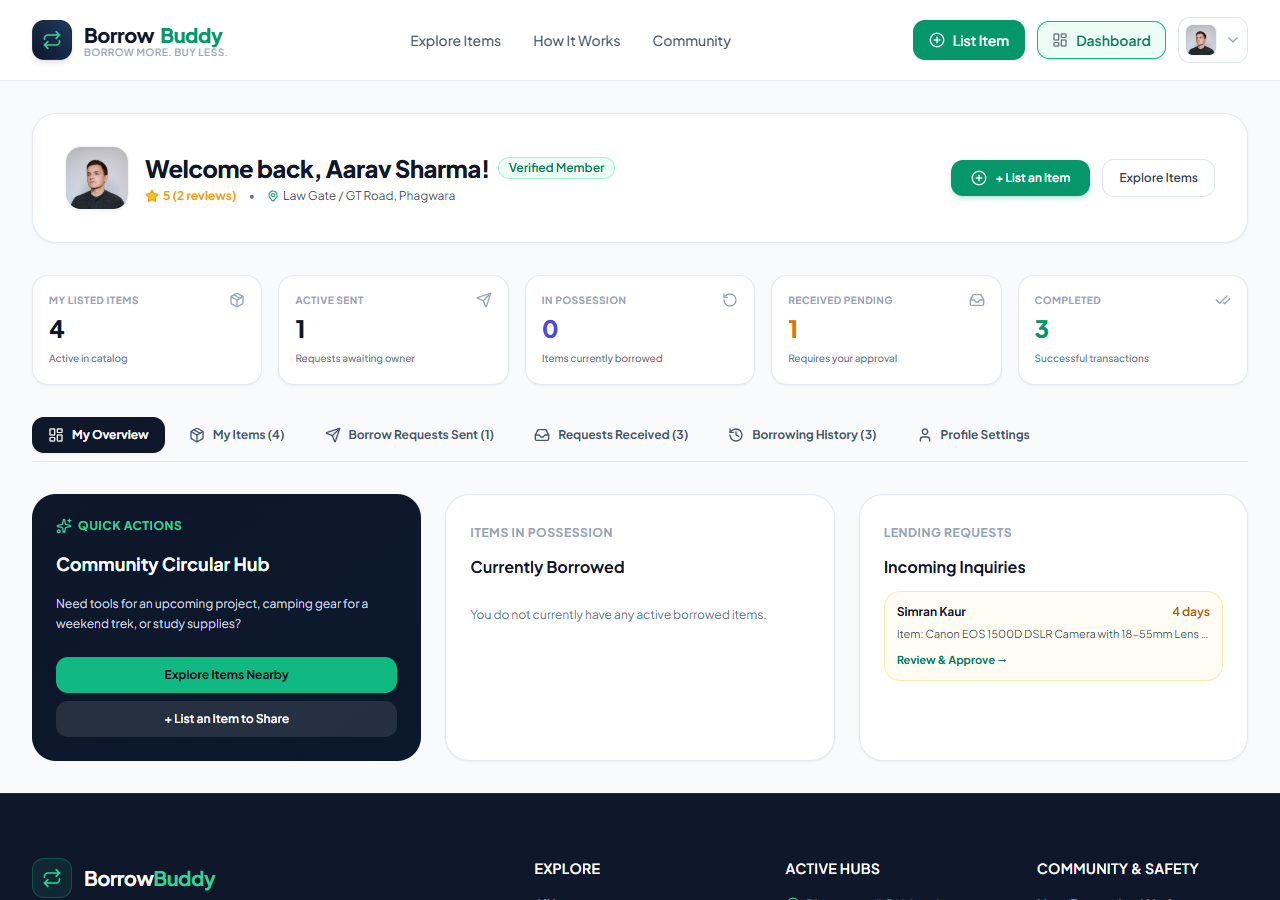 Borrow Buddy
BORROW MORE. BUY LESS.
Explore Items
How It Works
Community
List Item
Dashboard
Welcome back, Aarav Sharma!
Verified Member
5 (2 reviews)
•
Law Gate / GT Road, Phagwara
+ List an Item
Explore Items
MY LISTED ITEMS
4
Active in catalog
ACTIVE SENT
1
Requests awaiting owner
IN POSSESSION
0
Items currently borrowed
RECEIVED PENDING
1
Requires your approval
COMPLETED
3
Successful transactions
My Overview
My Items (4)
Borrow Requests Sent (1)
Requests Received (3)
Borrowing History (3)
Profile Settings
QUICK ACTIONS
Community Circular Hub
Need tools for an upcoming project, camping gear for a
weekend trek, or study supplies?
Explore Items Nearby
+ List an Item to Share
ITEMS IN POSSESSION
Currently Borrowed
You do not currently have any active borrowed items.
LENDING REQUESTS
Incoming Inquiries
Simran Kaur
4 days
Item: Canon EOS 1500D DSLR Camera with 18–55mm Lens ...
Review & Approve →
BorrowBuddy
EXPLORE
ACTIVE HUBS
COMMUNITY & SAFETY